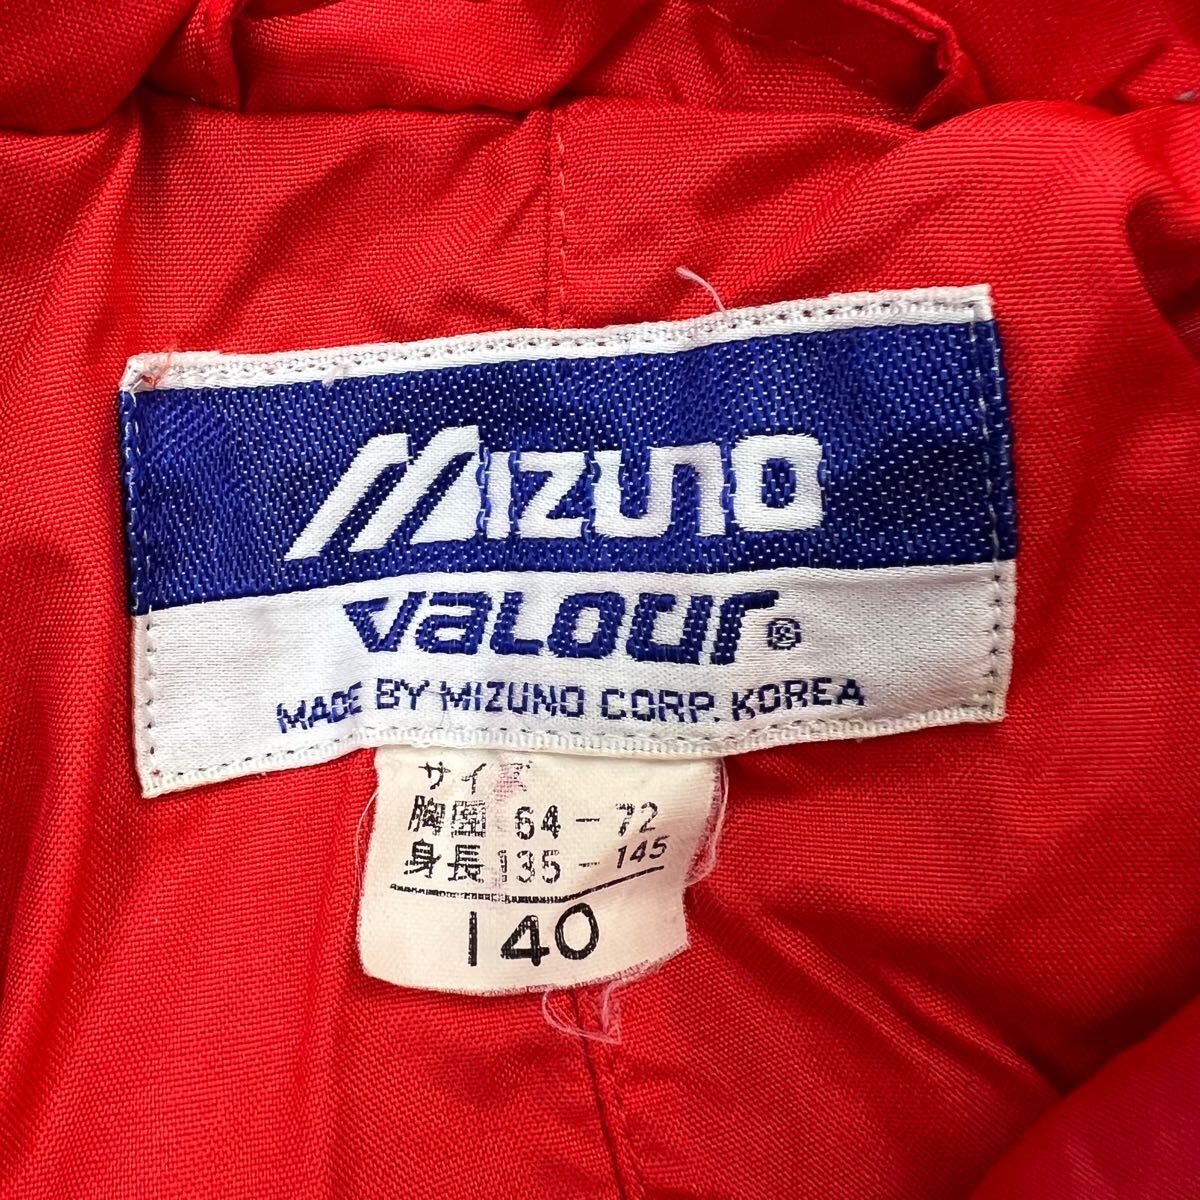 MIZUNO
VALOUR®
MADE BY MIZUNO CORP. KOREA
サイズ
胸囲 64-72
身長 135-145
140